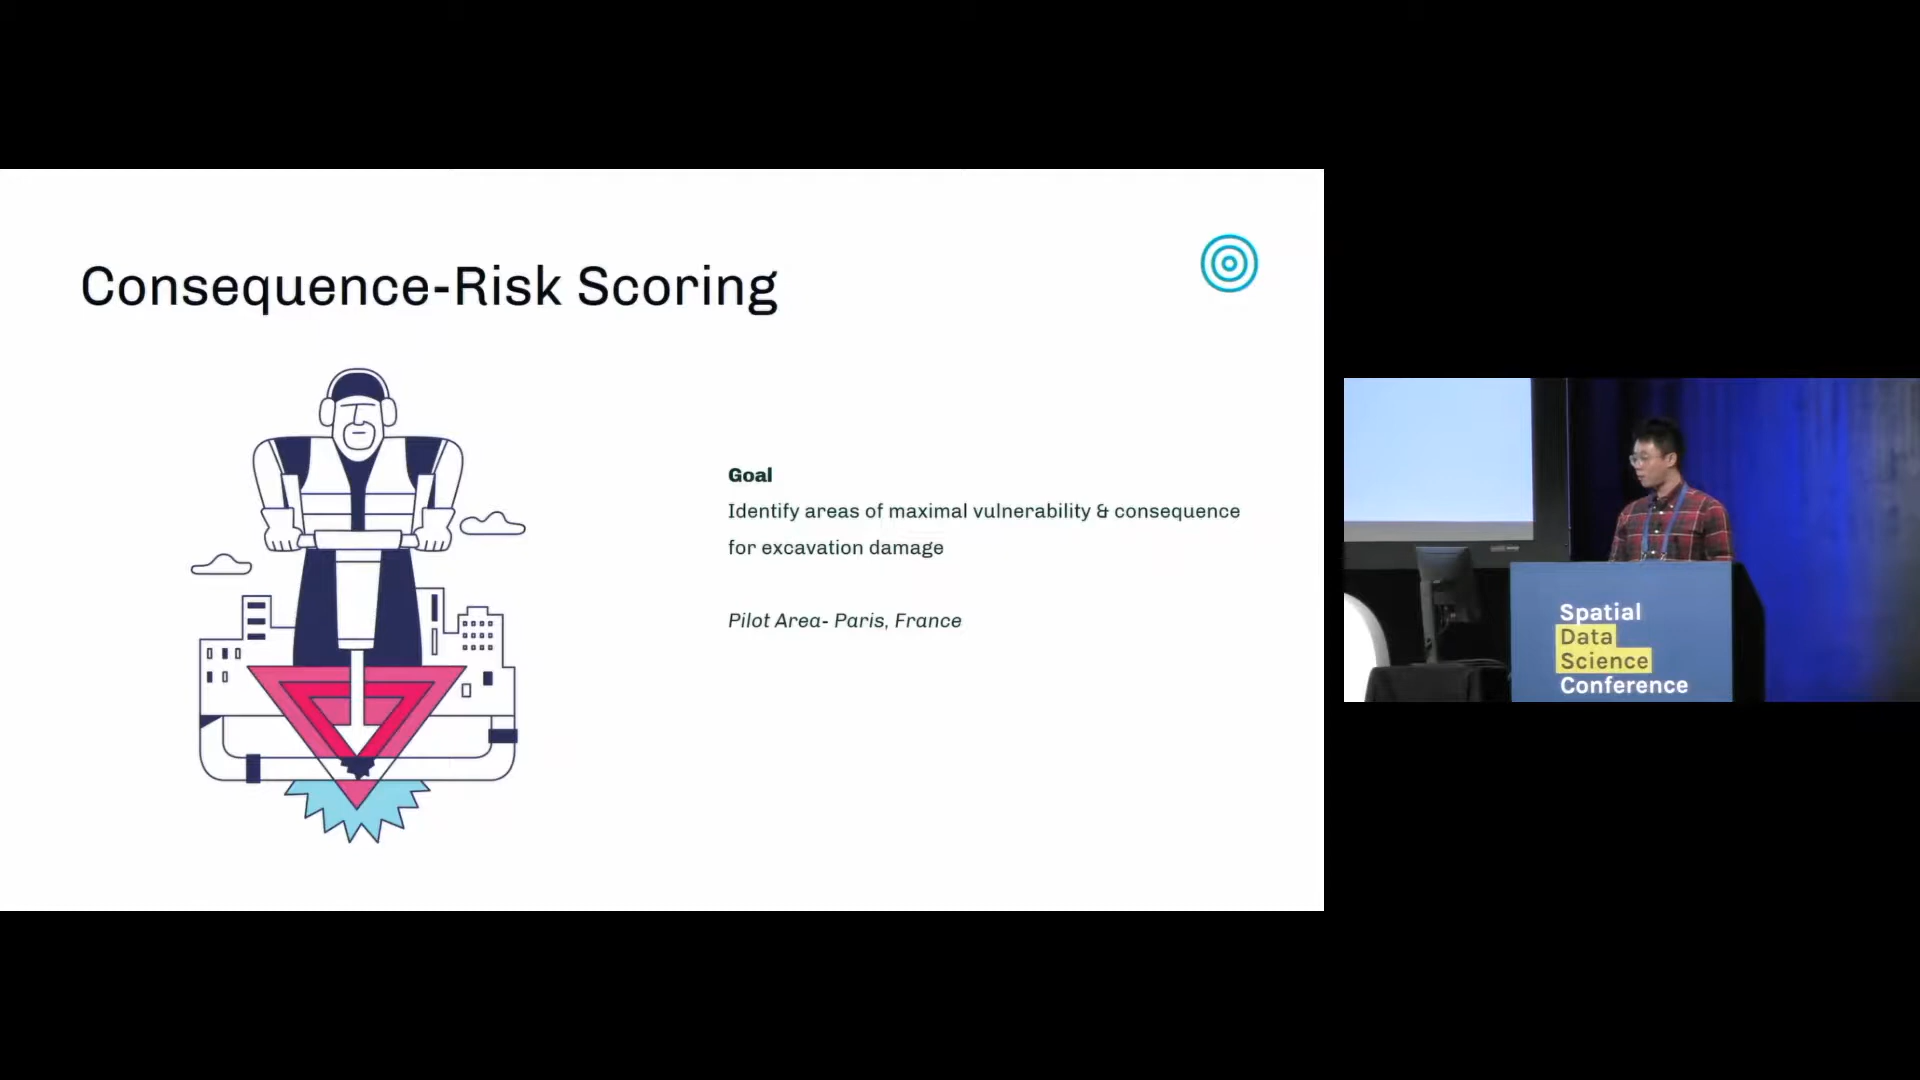 Consequence-Risk Scoring
Goal
Identify areas of maximal vulnerability & consequence
for excavation damage
Pilot Area- Paris, France
Spatial
Data
Science
Conference